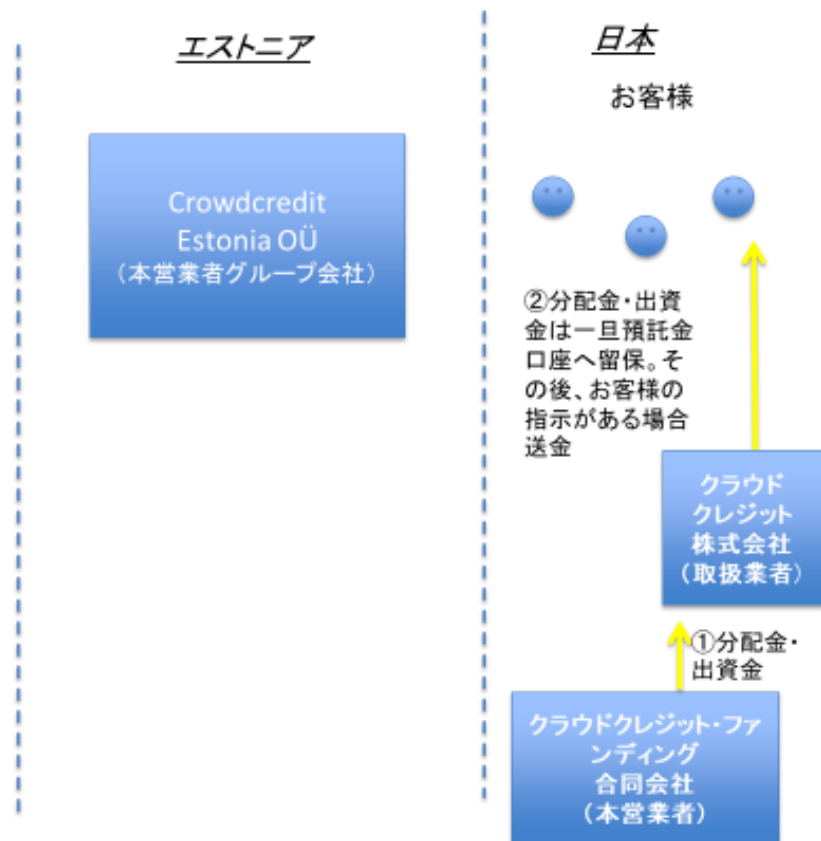 エストニア
日本
お客様
Crowdcredit
Estonia OÜ
（本営業者グループ会社）
②分配金・出資
金は一旦預託金
口座へ留保。そ
の後、お客様の
指示がある場合
送金
クラウド
クレジット
株式会社
（取扱業者）
①分配金・
出資金
クラウドクレジット・ファ
ンディング
合同会社
（本営業者）